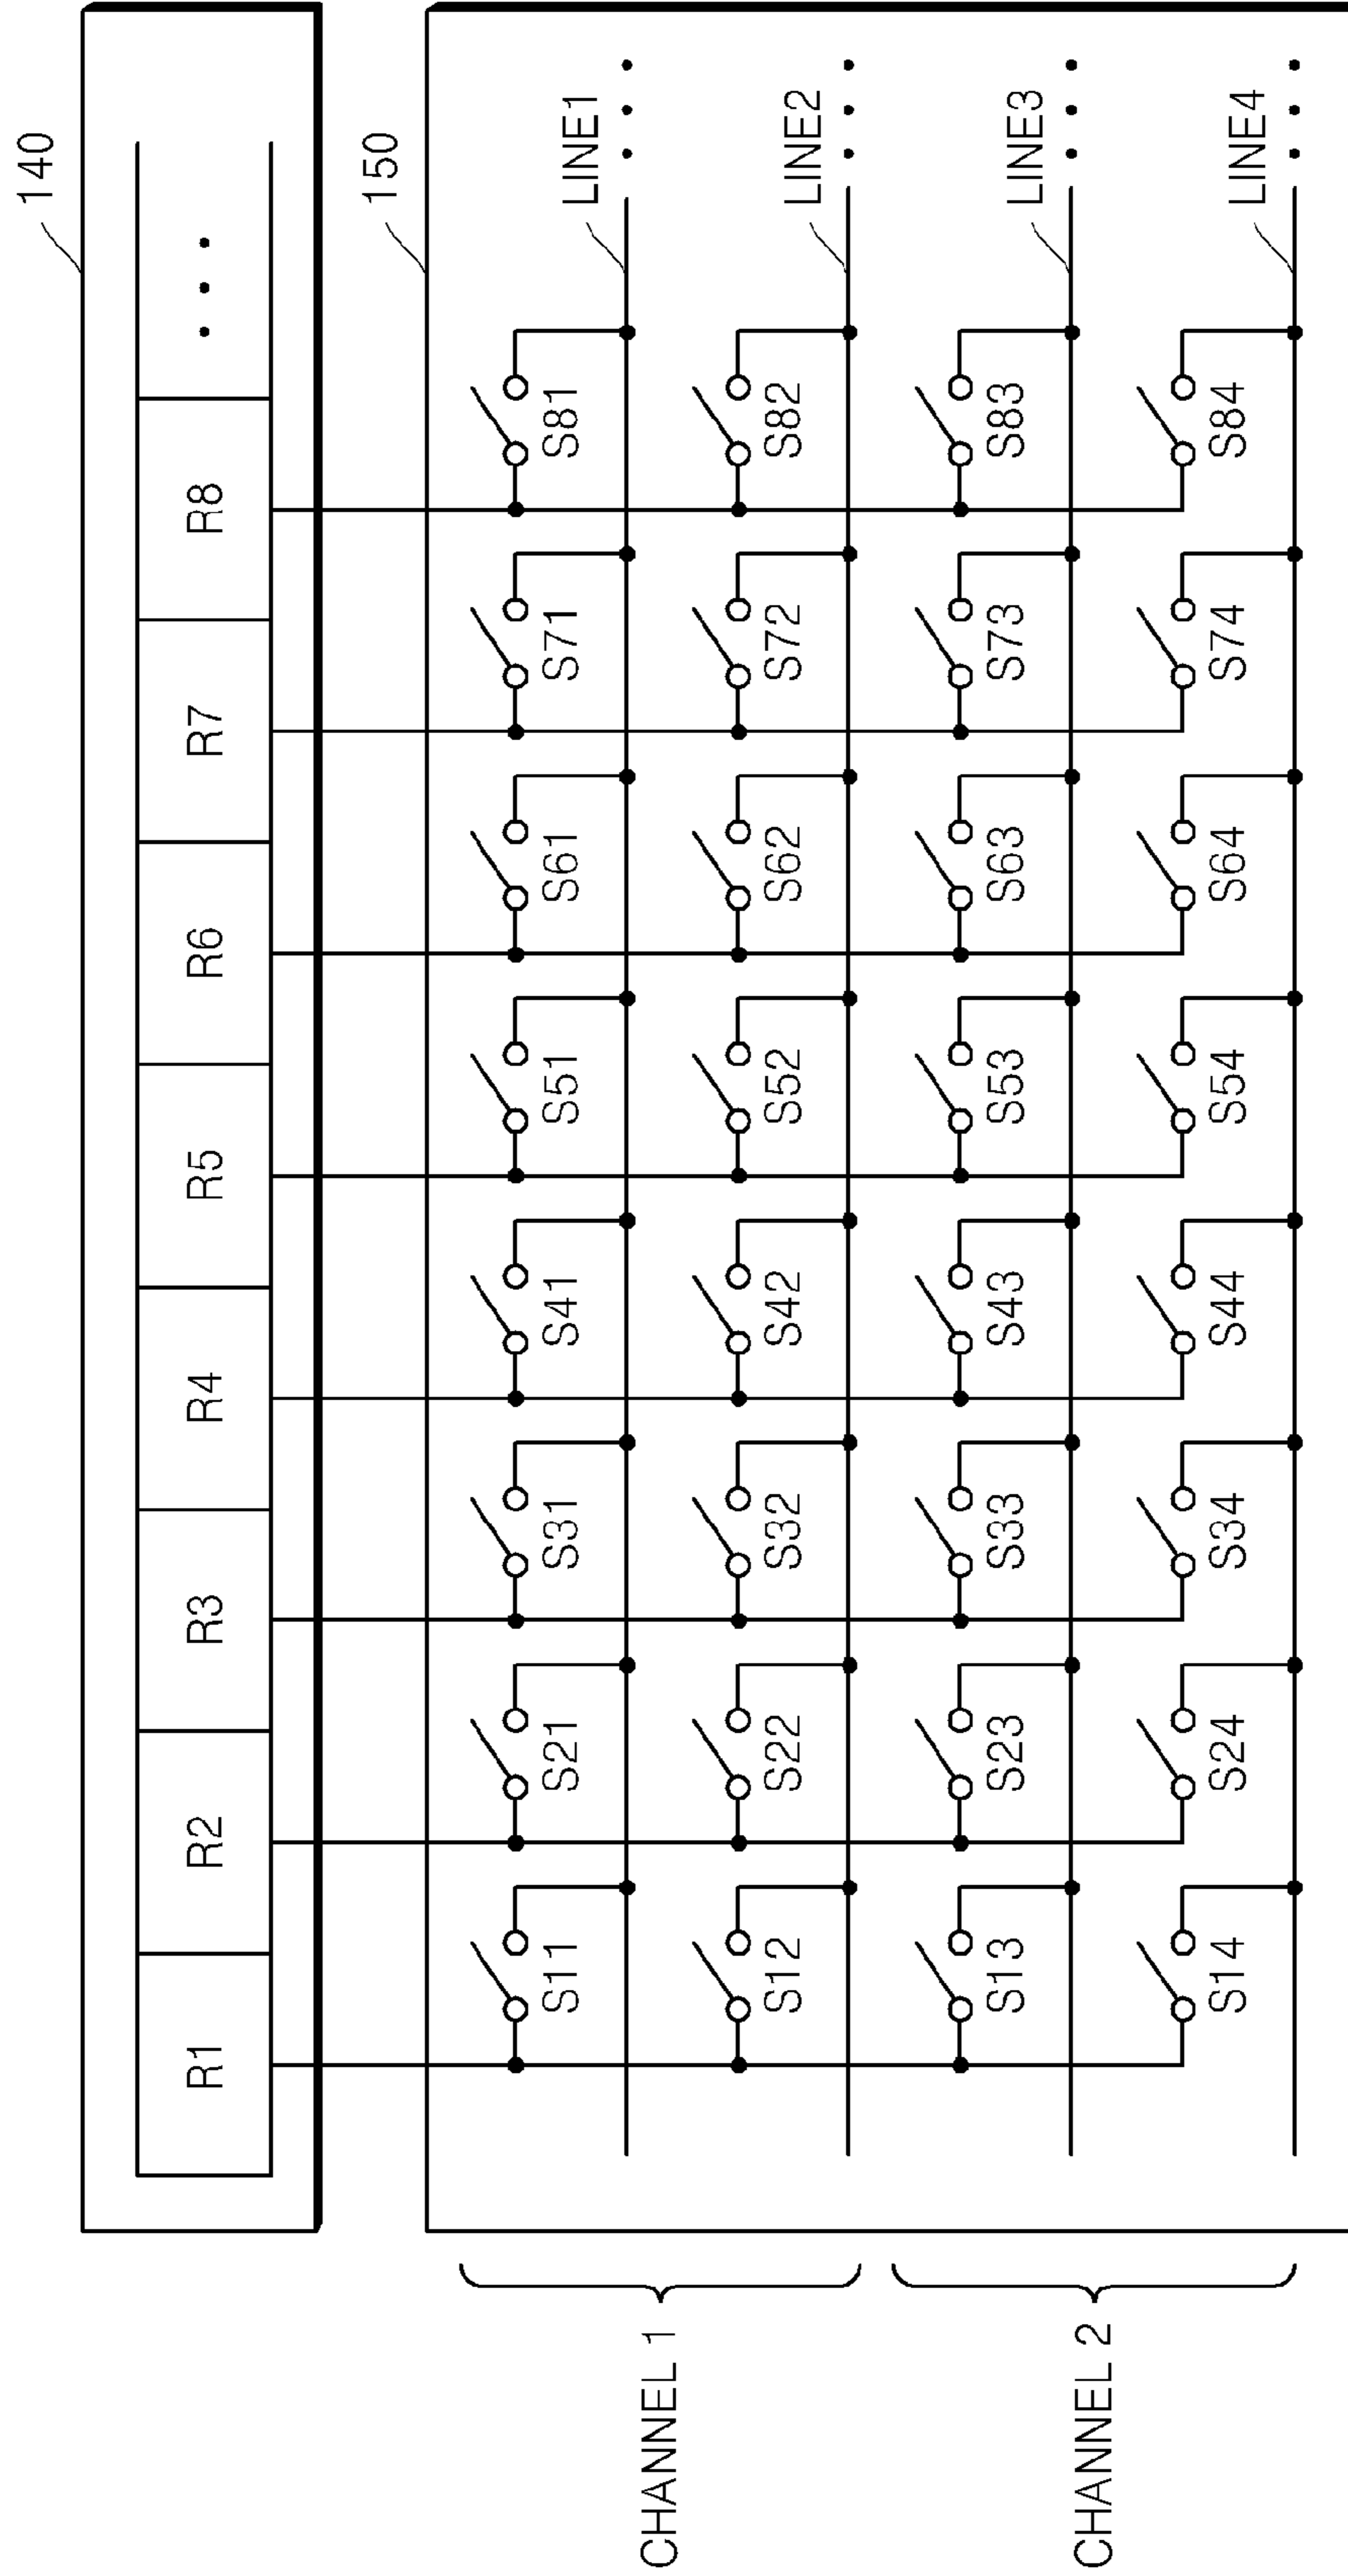 140
R1 R2 R3 R4 R5 R6 R7 R8
150
CHANNEL 1
S11 S21 S31 S41 S51 S61 S71 S81
LINE1
S12 S22 S32 S42 S52 S62 S72 S82
LINE2
CHANNEL 2
S13 S23 S33 S43 S53 S63 S73 S83
LINE3
S14 S24 S34 S44 S54 S64 S74 S84
LINE4